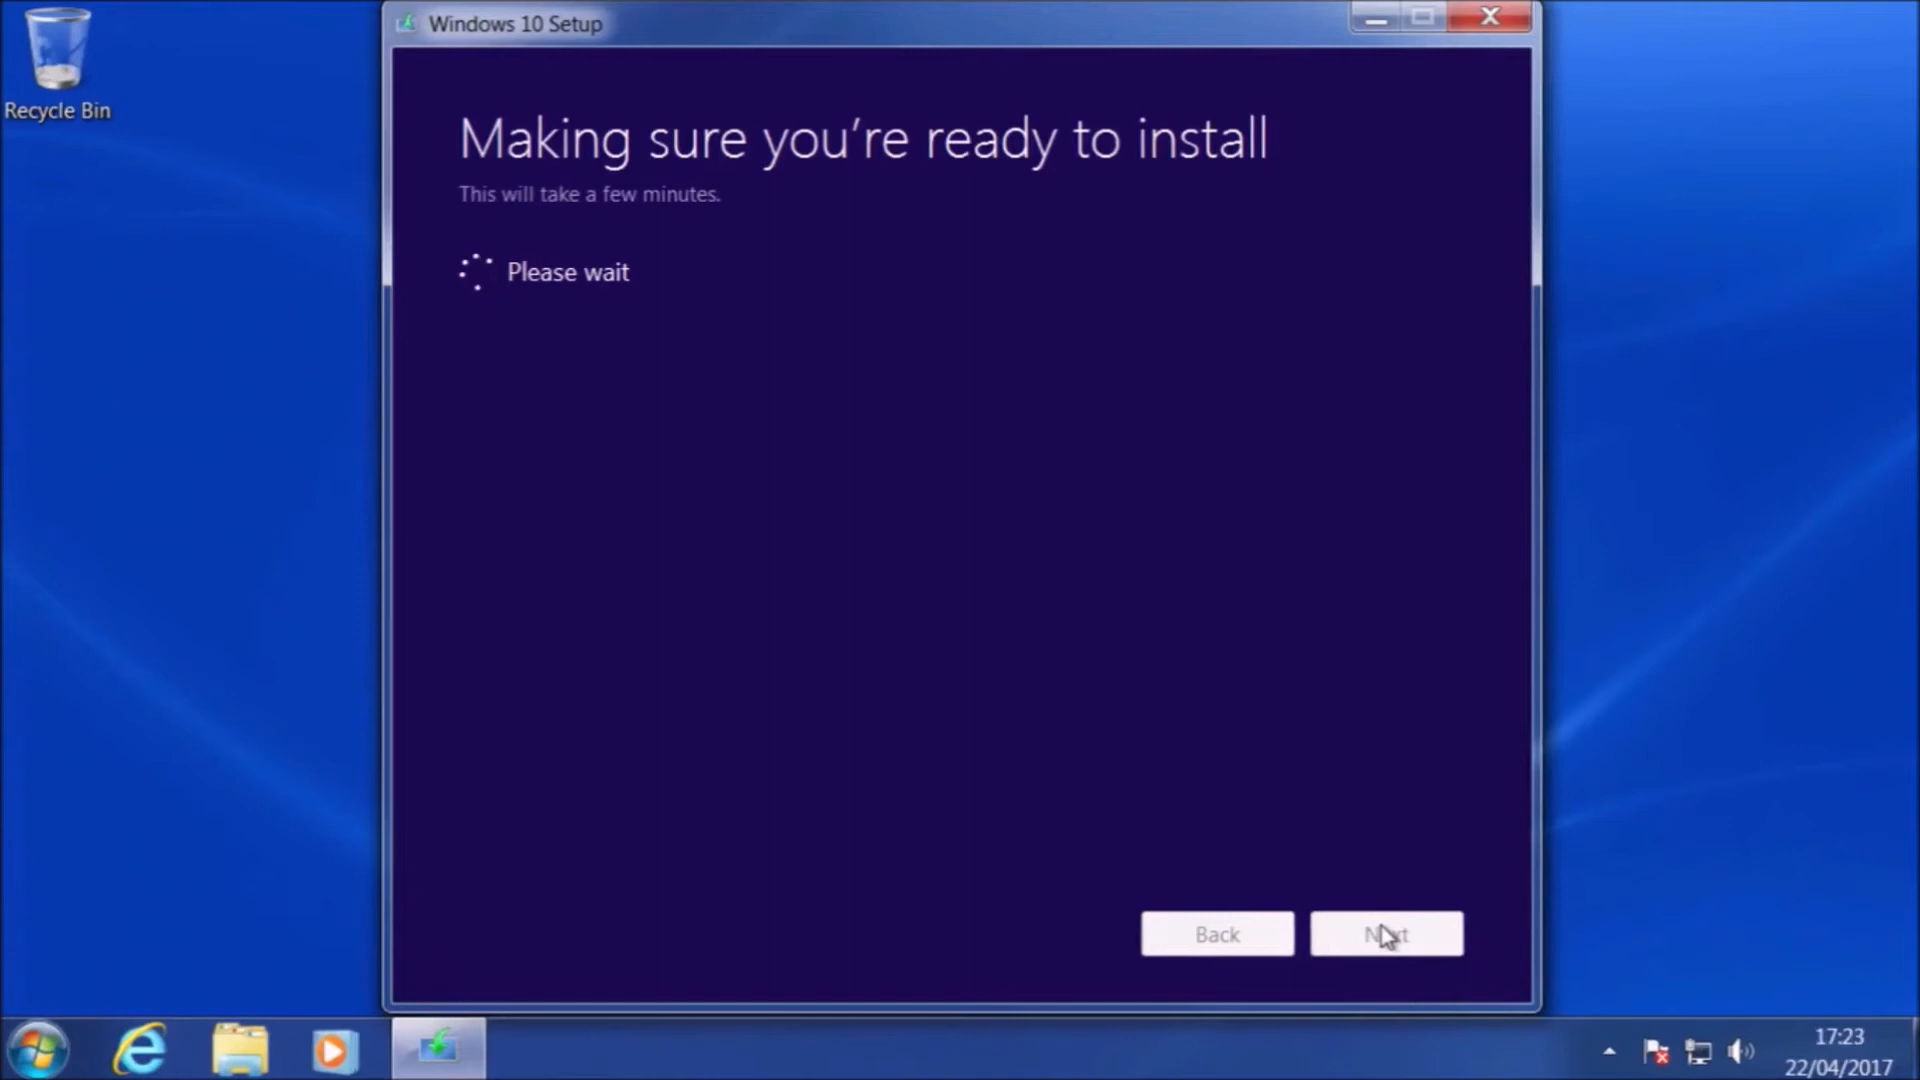 Recycle Bin
Windows 10 Setup
Making sure you're ready to install
This will take a few minutes.
Please wait
Back
Next
17:23
22/04/2017